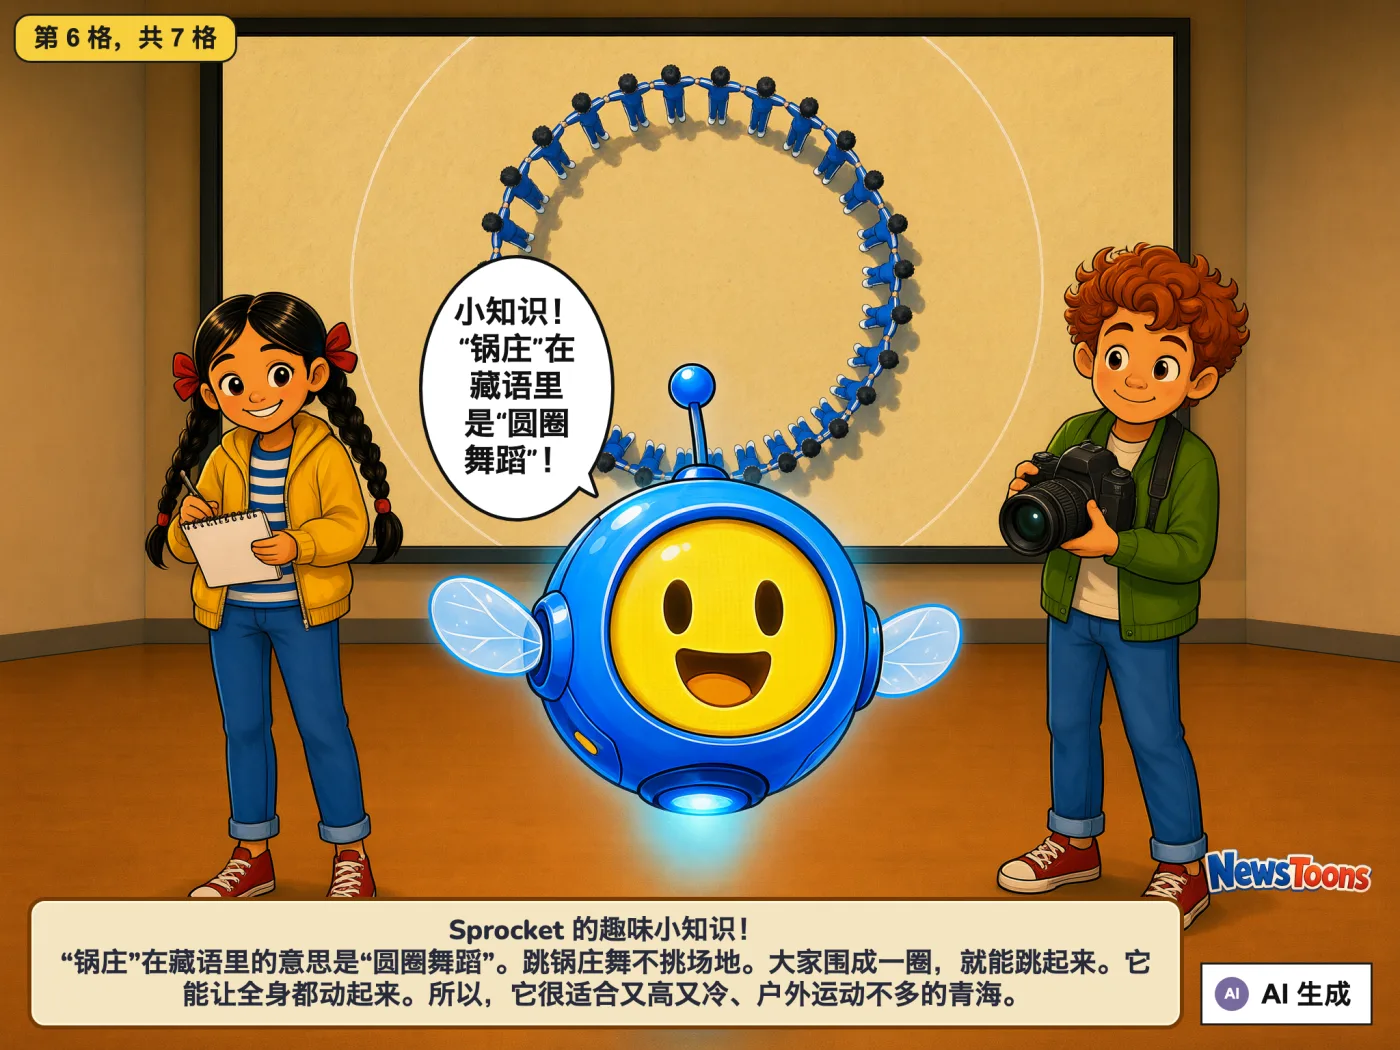 第 6 格，共 7 格
小知识！
“锅庄”在
藏语里
是“圆圈
舞蹈”！
NewsToons
Sprocket 的趣味小知识！
“锅庄”在藏语里的意思是“圆圈舞蹈”。跳锅庄舞不挑场地。大家围成一圈，就能跳起来。它
能让全身都动起来。所以，它很适合又高又冷、户外运动不多的青海。
AI AI 生成